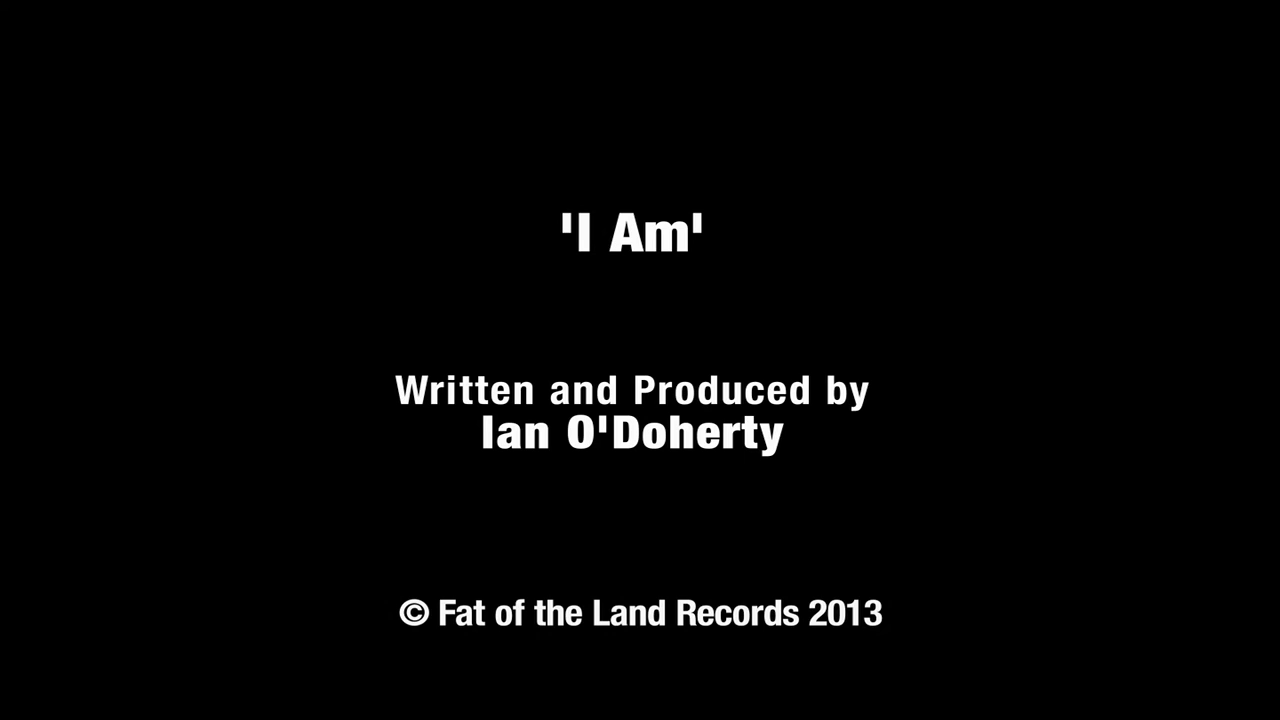 'I Am'
Written and Produced by
Ian O'Doherty
© Fat of the Land Records 2013